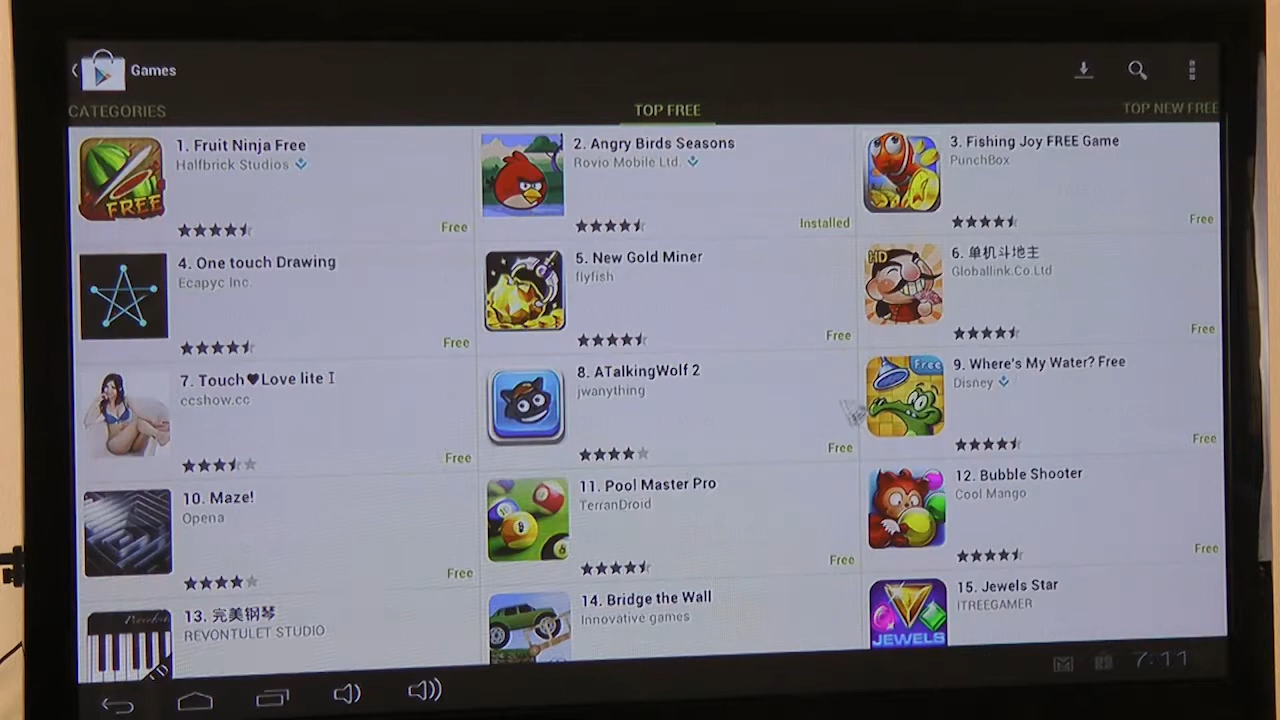 Games
CATEGORIES
TOP FREE
TOP NEW FREE
1. Fruit Ninja Free
Halfbrick Studios
FREE
Free
2. Angry Birds Seasons
Rovio Mobile Ltd.
Installed
3. Fishing Joy FREE Game
PunchBox
Free
4. One touch Drawing
Ecapyc Inc.
Free
5. New Gold Miner
flyfish
Free
HD
6. 单机斗地主
Globallink.Co.Ltd
Free
7. Touch♥Love lite I
ccshow.cc
Free
8. ATalkingWolf 2
jwanything
Free
Free
9. Where's My Water? Free
Disney
Free
10. Maze!
Opena
Free
11. Pool Master Pro
TerranDroid
Free
12. Bubble Shooter
Cool Mango
Free
13. 完美钢琴
REVONTULET STUDIO
14. Bridge the Wall
Innovative games
15. Jewels Star
ITREEGAMER
JEWELS
7:11